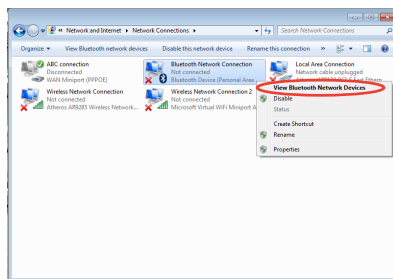 « Network and Internet ▸ Network Connections ▸
Search Network Connections
Organize ▾ View Bluetooth network devices Disable this network device Rename this connection »
ABC connection
Disconnected
WAN Miniport (PPPOE)
Bluetooth Network Connection
Not connected
Bluetooth Device (Personal Area
Local Area Connection
Network cable unplugged
Wireless Network Connection
Not connected
Atheros AR9285 Wireless Network...
Wireless Network Connection 2
Not connected
Microsoft Virtual WiFi Miniport A
View Bluetooth Network Devices
Disable
Status
Create Shortcut
Rename
Properties